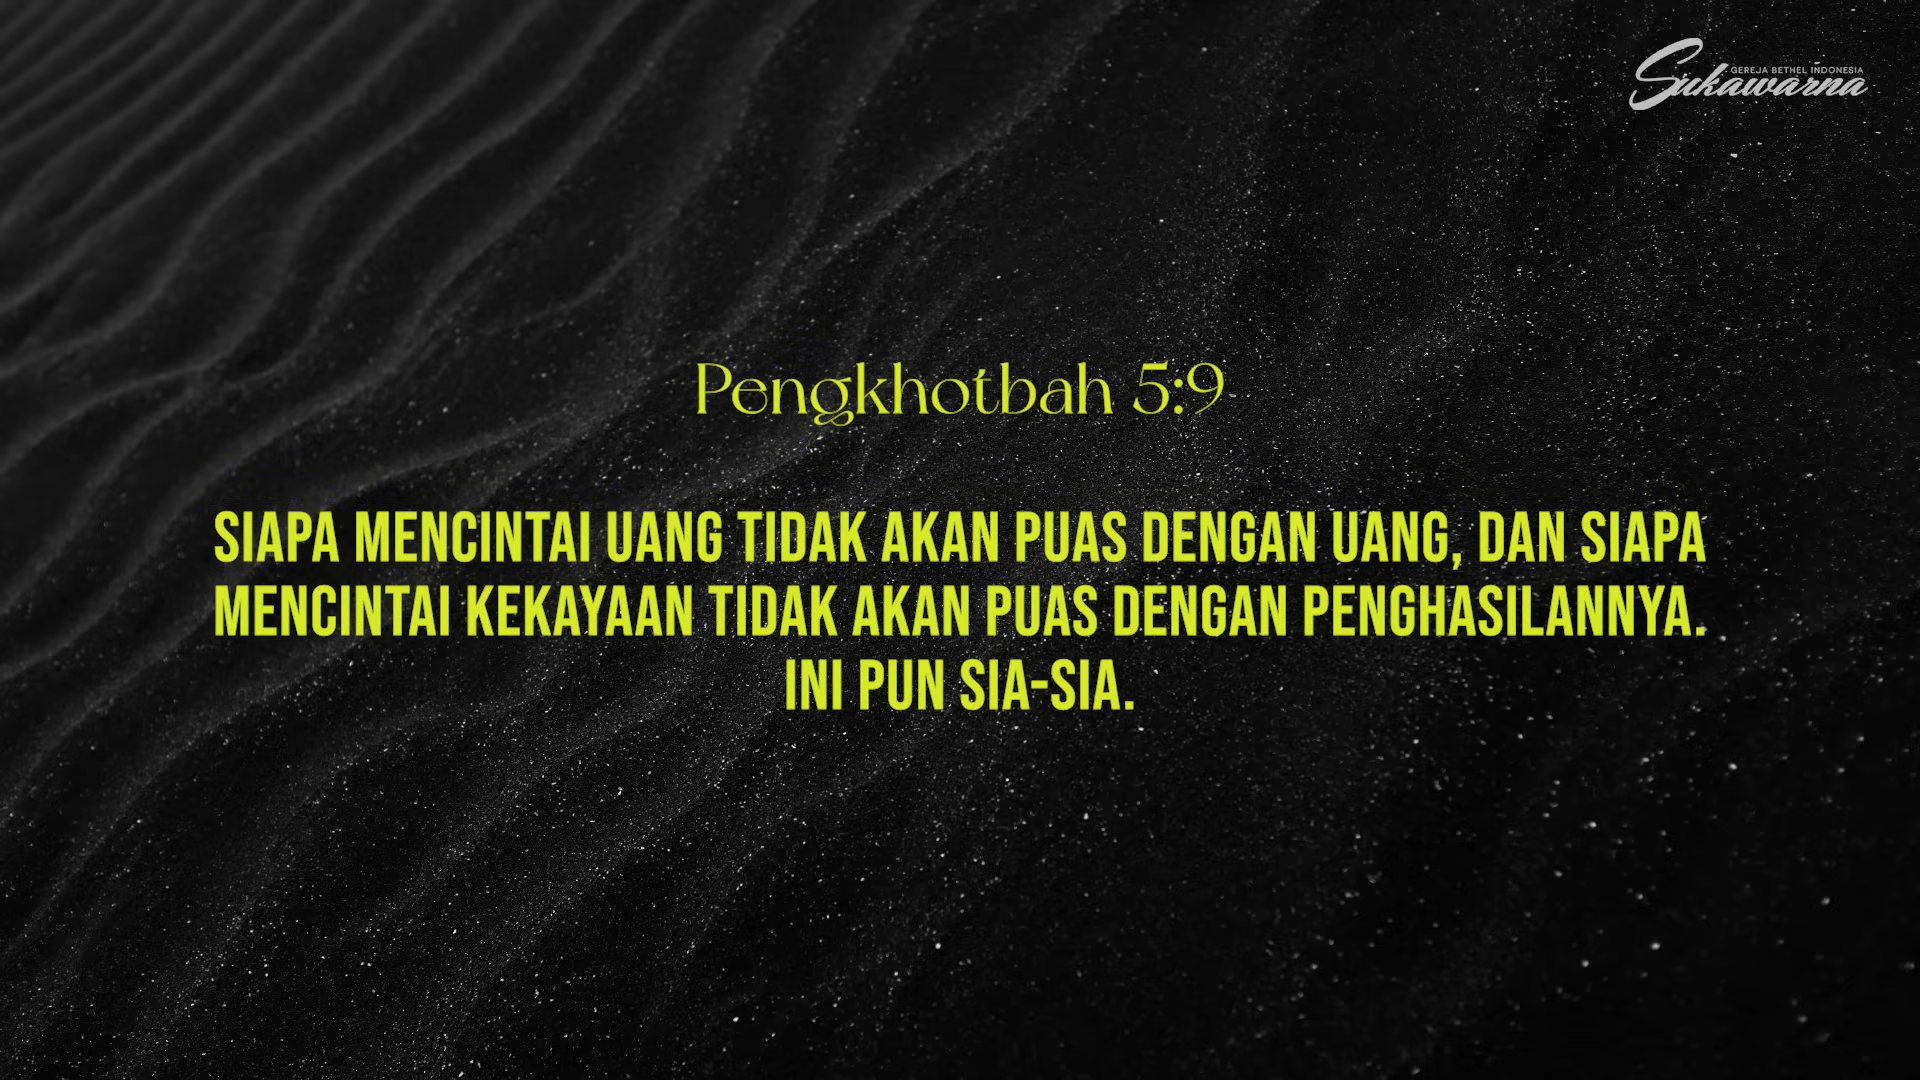 GEREJA BETHEL INDONESIA
Sukawarna
Pengkhotbah 5:9
SIAPA MENCINTAI UANG TIDAK AKAN PUAS DENGAN UANG, DAN SIAPA
MENCINTAI KEKAYAAN TIDAK AKAN PUAS DENGAN PENGHASILANNYA.
INI PUN SIA-SIA.